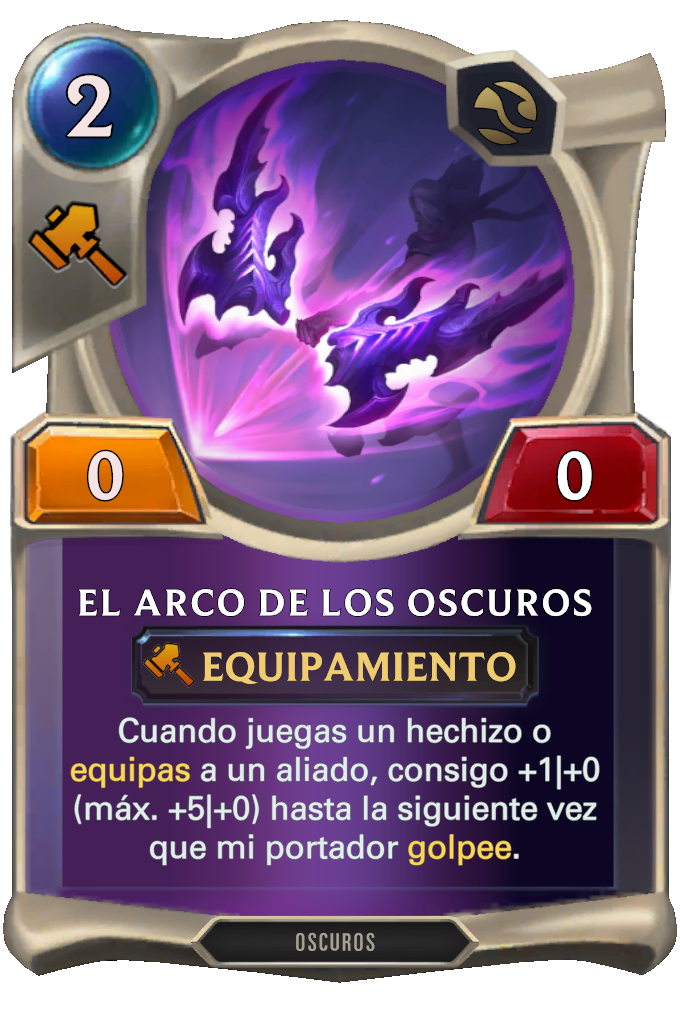 2
0
0
EL ARCO DE LOS OSCUROS
EQUIPAMIENTO
Cuando juegas un hechizo o
equipas a un aliado, consigo +1|+0
(máx. +5|+0) hasta la siguiente vez
que mi portador golpee.
OSCUROS